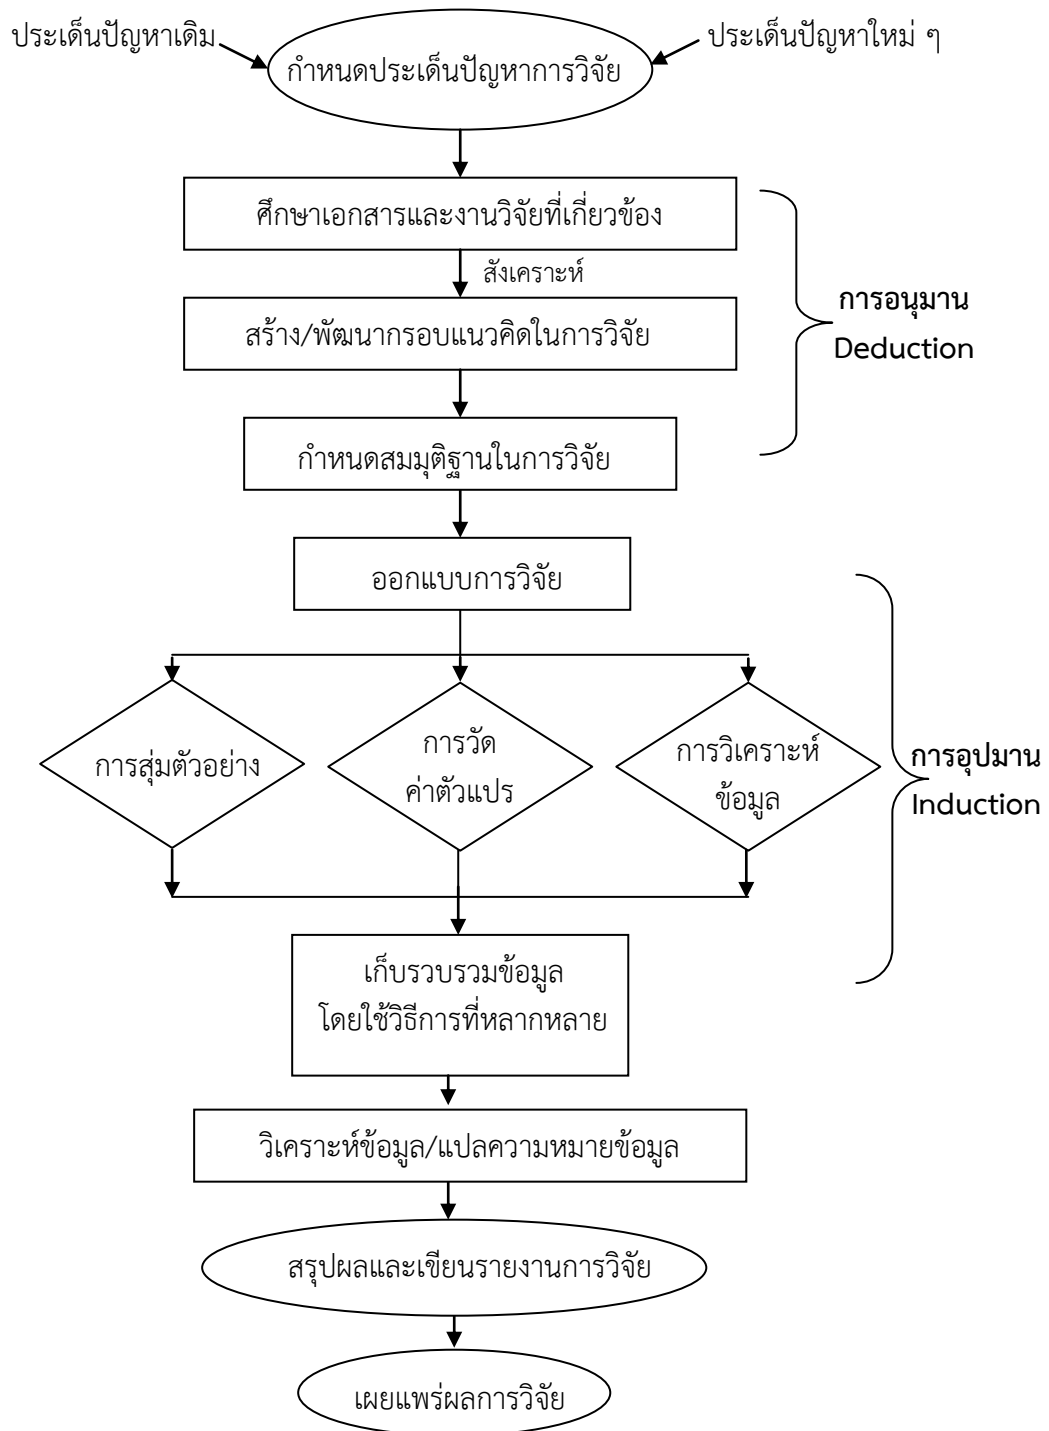 ประเด็นปัญหาเดิม
ประเด็นปัญหาใหม่ ๆ
กำหนดประเด็นปัญหาการวิจัย
ศึกษาเอกสารและงานวิจัยที่เกี่ยวข้อง
สังเคราะห์
สร้าง/พัฒนากรอบแนวคิดในการวิจัย
การอนุมาน
Deduction
กำหนดสมมุติฐานในการวิจัย
ออกแบบการวิจัย
การสุ่มตัวอย่าง
การวัด
ค่าตัวแปร
การวิเคราะห์
ข้อมูล
การอุปมาน
Induction
เก็บรวบรวมข้อมูล
โดยใช้วิธีการที่หลากหลาย
วิเคราะห์ข้อมูล/แปลความหมายข้อมูล
สรุปผลและเขียนรายงานการวิจัย
เผยแพร่ผลการวิจัย